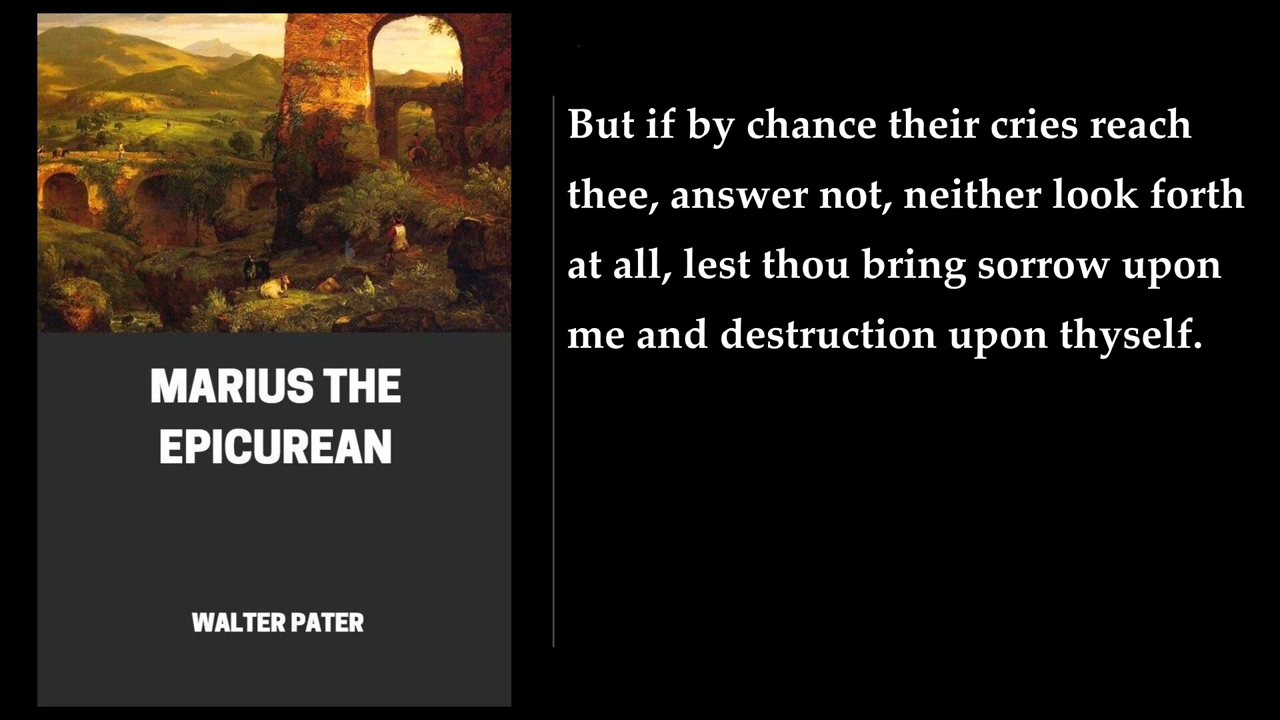 MARIUS THE
EPICUREAN
WALTER PATER
But if by chance their cries reach
thee, answer not, neither look forth
at all, lest thou bring sorrow upon
me and destruction upon thyself.